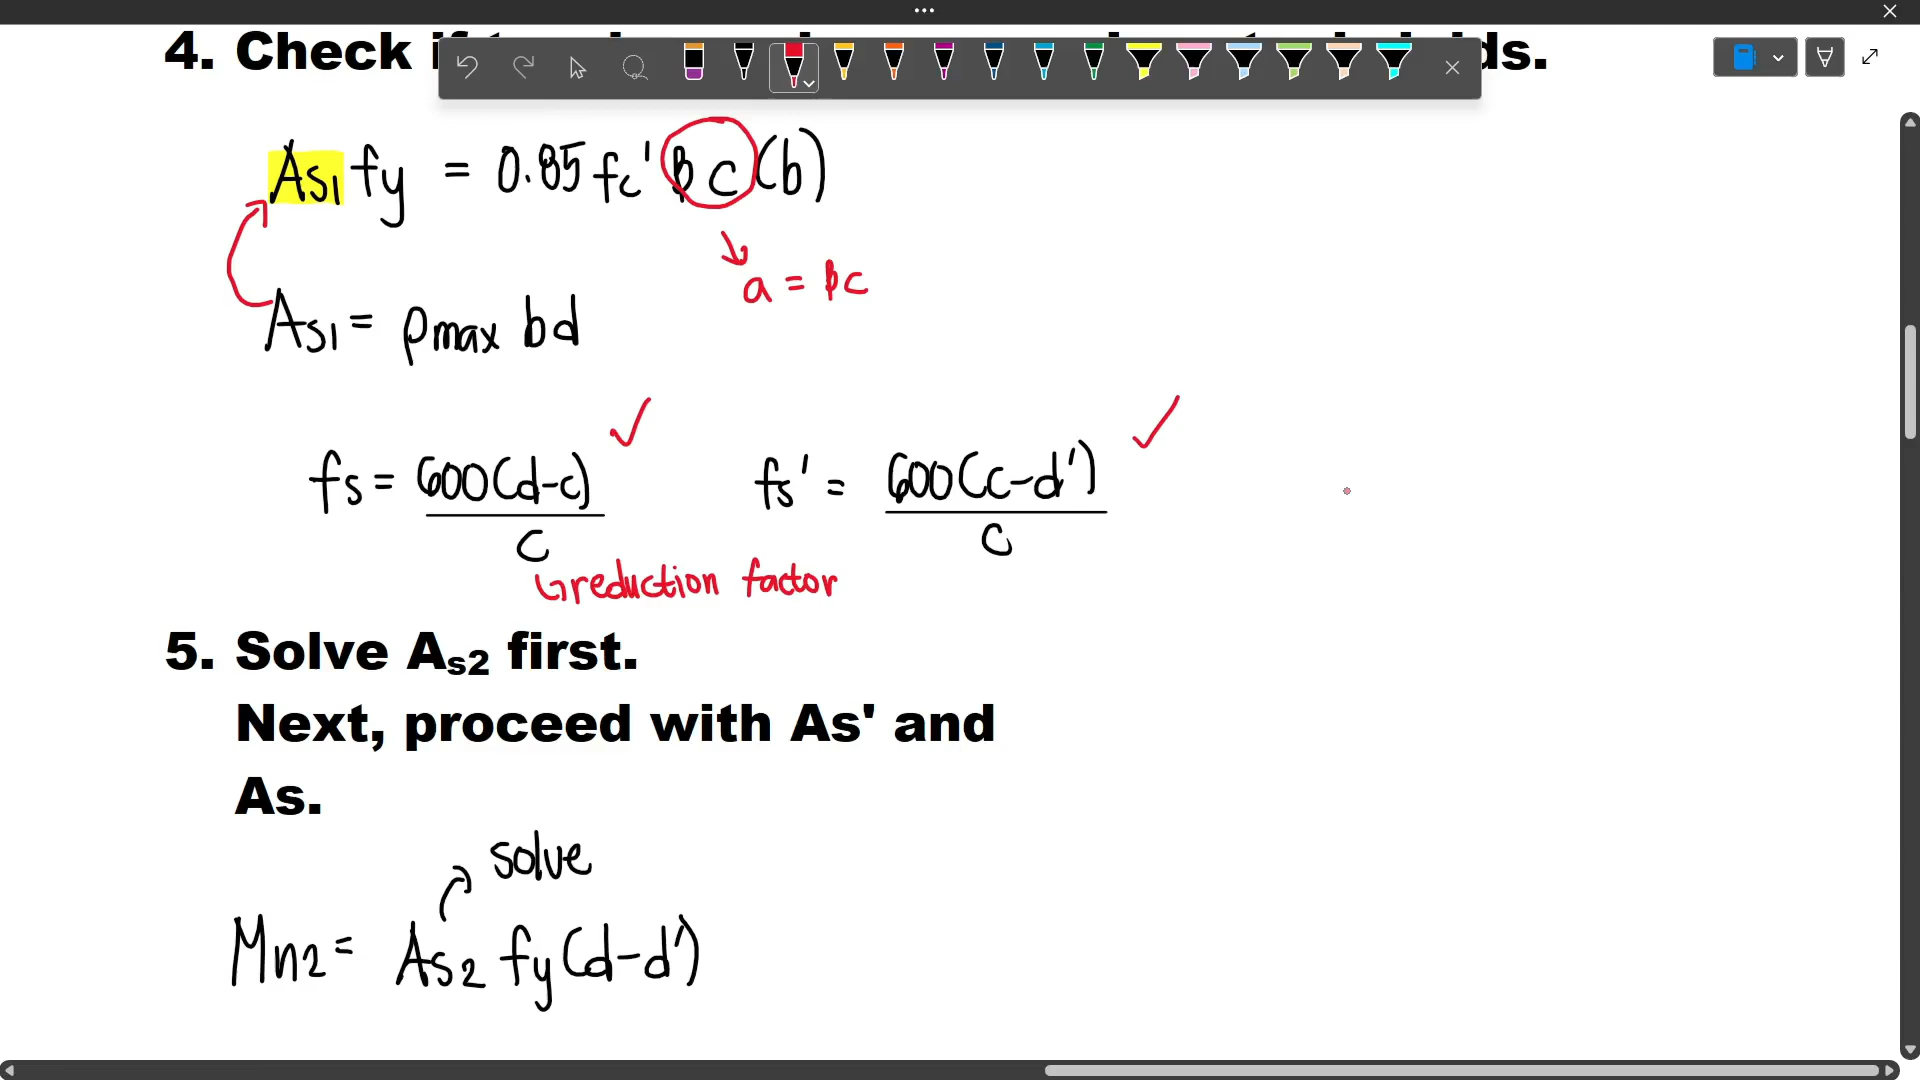 4. Check if
ds.
As1 fy = 0.85 fc' β c (b)
a = βc
As1 = ρmax bd
fs = 600(d-c)
c
fs' = 600(c-d')
c
↳reduction factor
5. Solve As2 first.
Next, proceed with As' and
As.
solve
Mn2 = As2 fy (d-d')